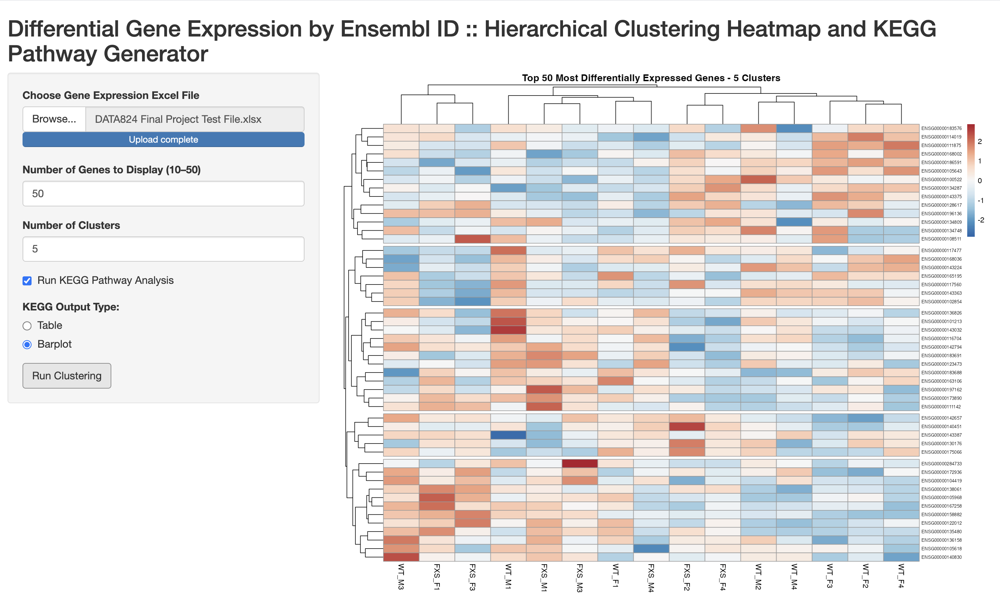 Differential Gene Expression by Ensembl ID :: Hierarchical Clustering Heatmap and KEGG
Pathway Generator
Choose Gene Expression Excel File
Browse... DATA824 Final Project Test File.xlsx
Upload complete
Number of Genes to Display (10–50)
50
Number of Clusters
5
Run KEGG Pathway Analysis
KEGG Output Type:
Table
Barplot
Run Clustering
Top 50 Most Differentially Expressed Genes - 5 Clusters
ENSG00000183576
ENSG00000114019
ENSG00000111875
ENSG00000168002
ENSG00000186591
ENSG00000105643
ENSG00000100522
ENSG00000134287
ENSG00000143375
ENSG00000128617
ENSG00000196136
ENSG00000134809
ENSG00000134748
ENSG00000108511
ENSG00000117477
ENSG00000168036
ENSG00000143224
ENSG00000165195
ENSG00000117560
ENSG00000143363
ENSG00000102854
ENSG00000136826
ENSG00000101213
ENSG00000143032
ENSG00000116704
ENSG00000142794
ENSG00000183691
ENSG00000123473
ENSG00000183688
ENSG00000163106
ENSG00000197162
ENSG00000173890
ENSG00000111142
ENSG00000142657
ENSG00000140451
ENSG00000143387
ENSG00000130176
ENSG00000175066
ENSG00000284733
ENSG00000172936
ENSG00000104419
ENSG00000138061
ENSG00000105968
ENSG00000167258
ENSG00000158882
ENSG00000122012
ENSG00000135480
ENSG00000136158
ENSG00000105618
ENSG00000140830
2
1
0
-1
-2
WT_M3
FXS_F1
FXS_F3
WT_M1
FXS_M1
FXS_M3
WT_F1
FXS_M4
FXS_F2
FXS_F4
WT_M2
WT_M4
WT_F3
WT_F2
WT_F4